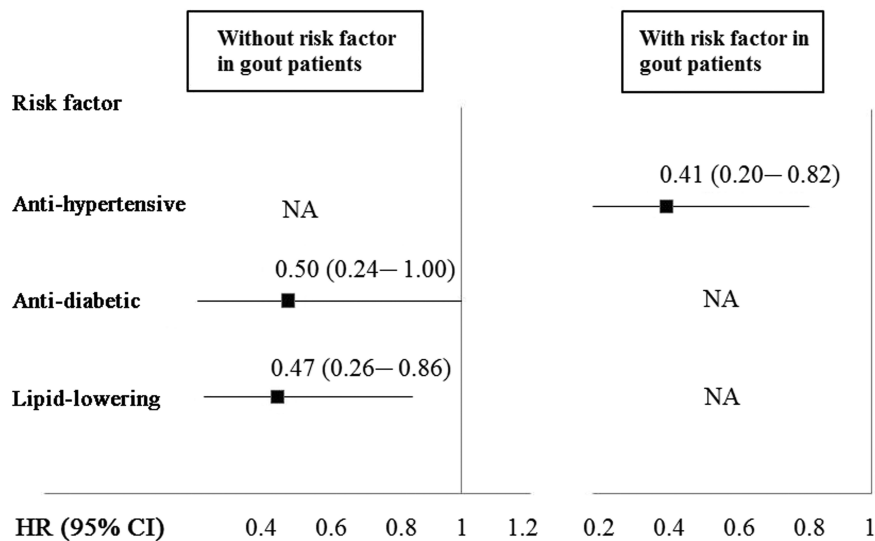 Without risk factor
in gout patients
With risk factor in
gout patients
Risk factor
Anti-hypertensive
NA
0.41 (0.20—0.82)
Anti-diabetic
0.50 (0.24—1.00)
NA
Lipid-lowering
0.47 (0.26—0.86)
NA
HR (95% CI) 0.4 0.6 0.8 1 1.2 0.2 0.4 0.6 0.8 1